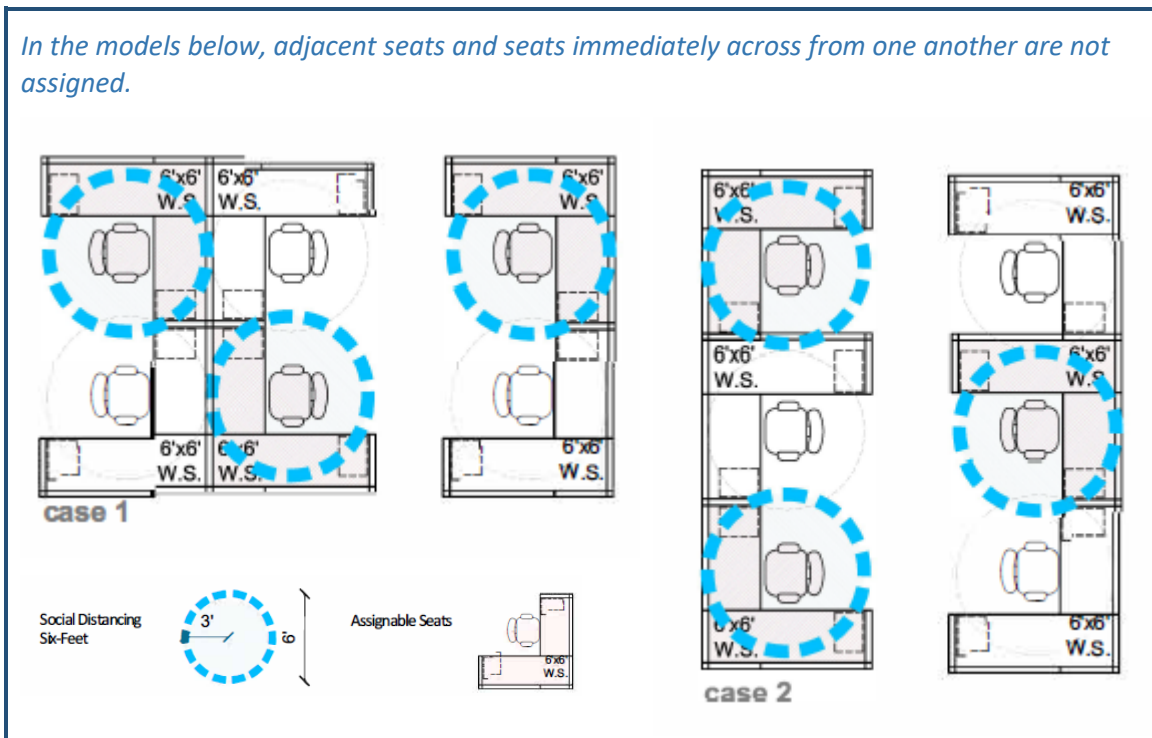 In the models below, adjacent seats and seats immediately across from one another are not
assigned.
6'x6' 6'x6'
W.S. W.S.
6'x6'
W.S.
6'x6'
W.S.
6'x6'
W.S.
6'x6'
W.S.
6'x6'
W.S.
6'x6' 6'x6'
W.S. W.S.
6'x6'
W.S.
case 1
Social Distancing
Six-Feet
3'
6'
Assignable Seats
6'x6'
W.S.
6'x6'
W.S.
6'x6'
W.S.
case 2